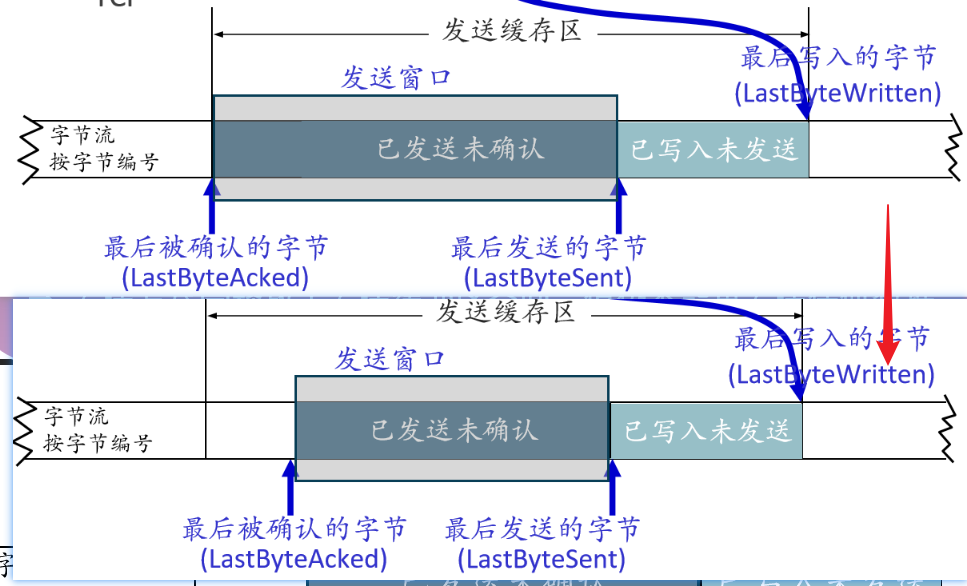 TCP
发送缓存区
最后写入的字节
(LastByteWritten)
发送窗口
字节流
按字节编号
已发送未确认
已写入未发送
最后被确认的字节
(LastByteAcked)
最后发送的字节
(LastByteSent)
发送缓存区
最后写入的字节
(LastByteWritten)
发送窗口
字节流
按字节编号
已发送未确认
已写入未发送
最后被确认的字节
(LastByteAcked)
最后发送的字节
(LastByteSent)
字